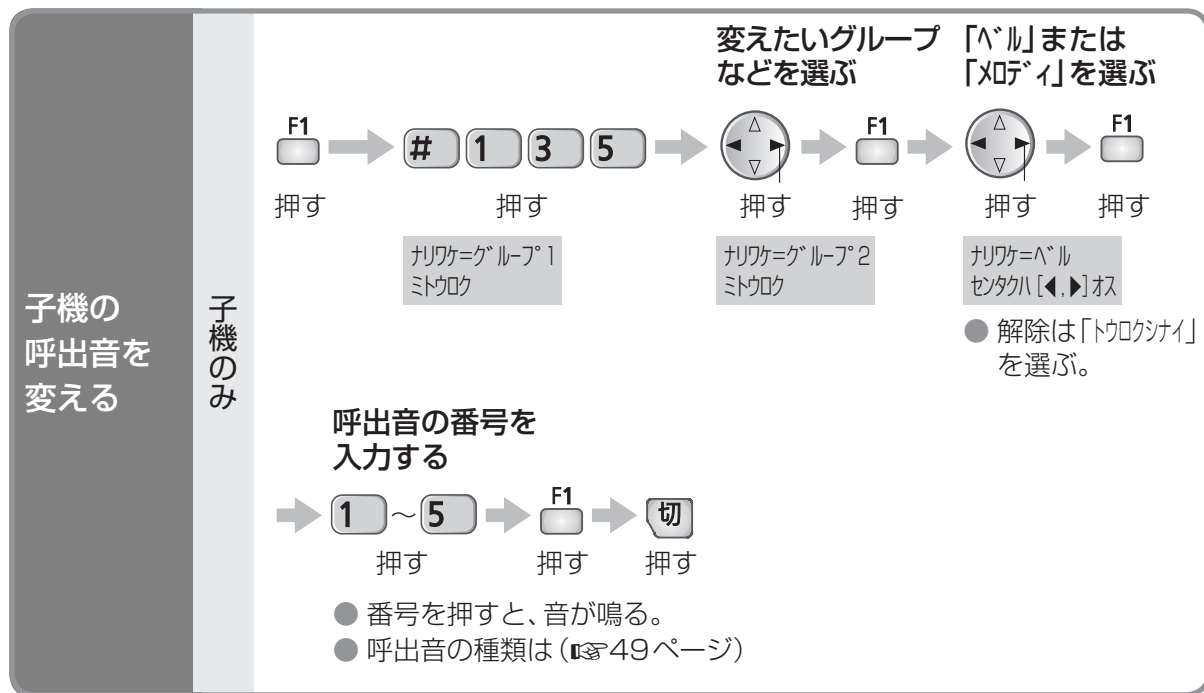 子機の
呼出音を
変える
子機のみ
変えたいグループ
などを選ぶ
「ﾍﾞﾙ」または
「ﾒﾛﾃﾞｨ」を選ぶ
F1 # 1 3 5 F1 F1
押す 押す 押す 押す 押す 押す
ﾅﾘﾜｹ=ｸﾞﾙｰﾌﾟ1
ﾐﾄｳﾛｸ
ﾅﾘﾜｹ=ｸﾞﾙｰﾌﾟ2
ﾐﾄｳﾛｸ
ﾅﾘﾜｹ=ﾍﾞﾙ
ｾﾝﾀｸﾊ [◀,▶] ｵｽ
● 解除は「ﾄｳﾛｸｼﾅｲ」
を選ぶ。
呼出音の番号を
入力する
1 ～ 5 F1 切
押す 押す 押す
● 番号を押すと、音が鳴る。
● 呼出音の種類は(☞49ページ)